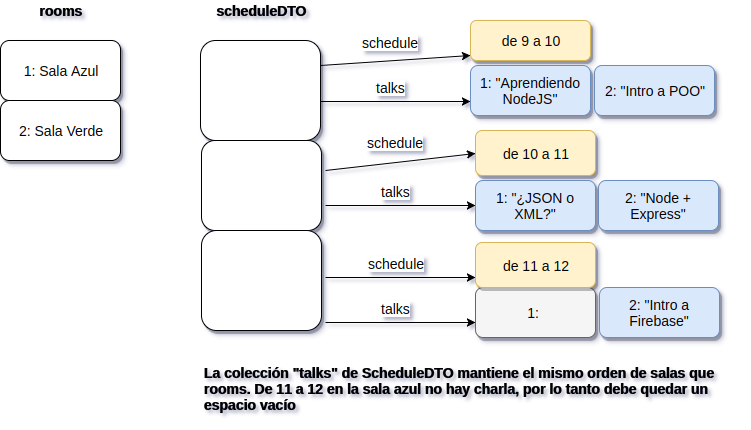 rooms
scheduleDTO
1: Sala Azul
2: Sala Verde
schedule
de 9 a 10
talks
1: "Aprendiendo
NodeJS"
2: "Intro a POO"
schedule
de 10 a 11
talks
1: "¿JSON o
XML?"
2: "Node +
Express"
schedule
de 11 a 12
talks
1:
2: "Intro a
Firebase"
La colección "talks" de ScheduleDTO mantiene el mismo orden de salas que
rooms. De 11 a 12 en la sala azul no hay charla, por lo tanto debe quedar un
espacio vacío